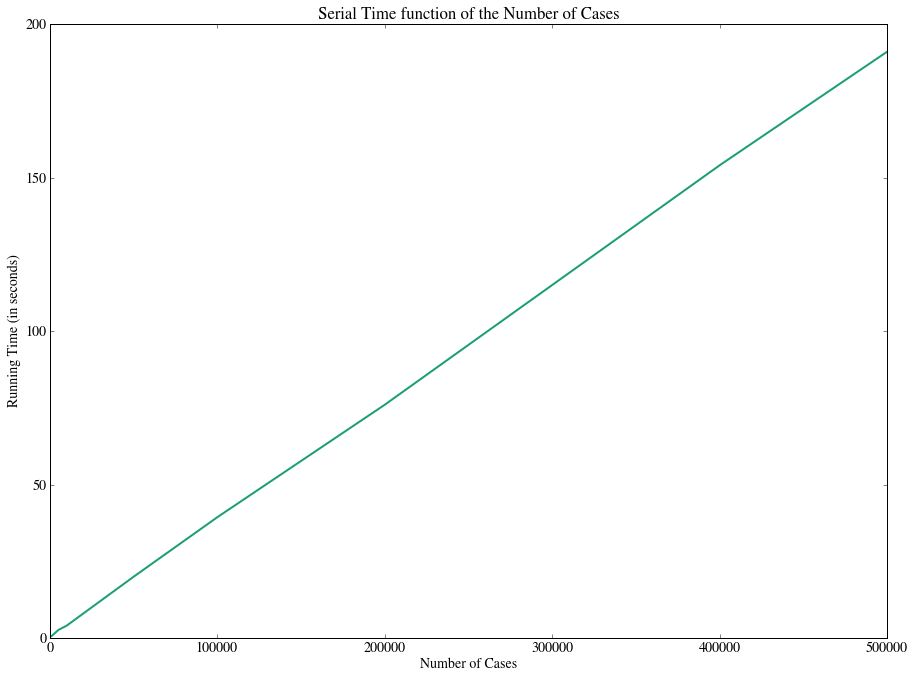 Serial Time function of the Number of Cases
200
150
100
50
0
Running Time (in seconds)
0 100000 200000 300000 400000 500000
Number of Cases